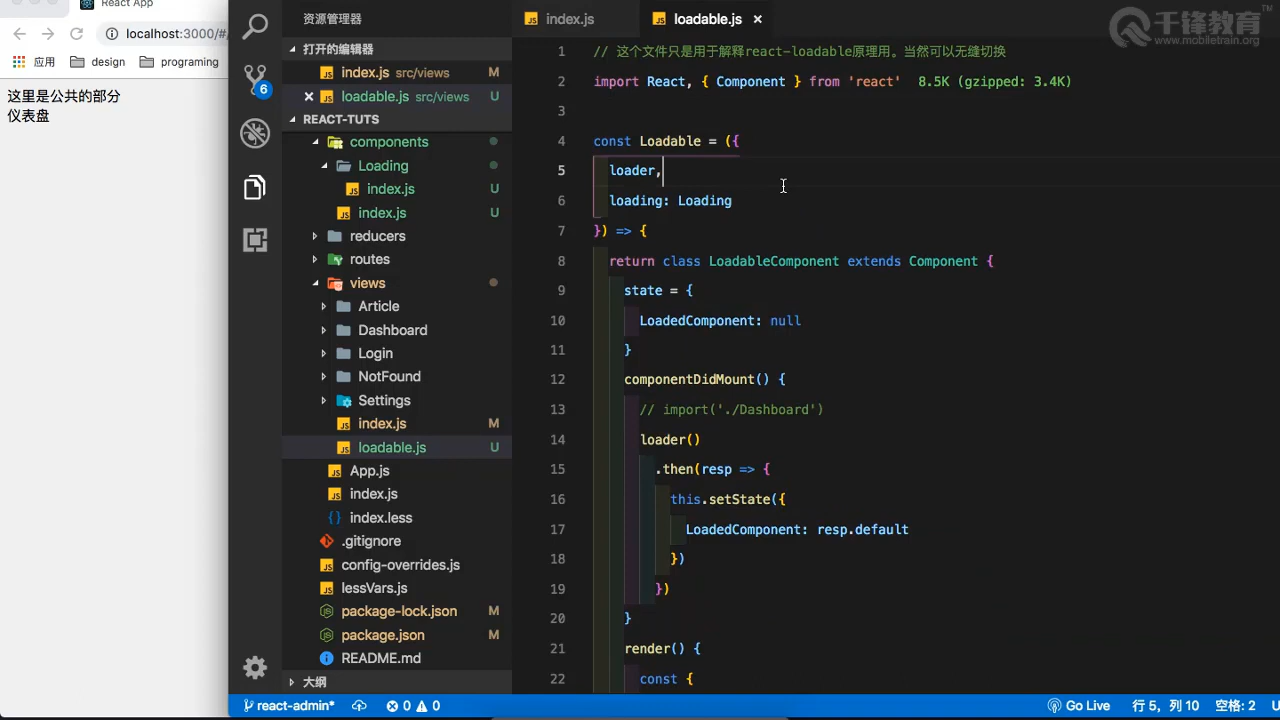 React App
localhost:3000/#/
应用
design
programing
这里是公共的部分
仪表盘
6
资源管理器
打开的编辑器
index.js src/views M
loadable.js src/views U
REACT-TUTS
components
Loading
index.js U
index.js U
reducers
routes
views
Article
Dashboard
Login
NotFound
Settings
index.js M
loadable.js U
App.js
index.js
index.less
.gitignore
config-overrides.js
lessVars.js
package-lock.json M
package.json M
README.md
大纲
index.js
loadable.js
千锋教育
www.mobiletrain.org
TM
1 // 这个文件只是用于解释react-loadable原理用。当然可以无缝切换
2 import React, { Component } from 'react' 8.5K (gzipped: 3.4K)
3
4 const Loadable = ({
5 loader,
6 loading: Loading
7 }) => {
8 return class LoadableComponent extends Component {
9 state = {
10 LoadedComponent: null
11 }
12 componentDidMount() {
13 // import('./Dashboard')
14 loader()
15 .then(resp => {
16 this.setState({
17 LoadedComponent: resp.default
18 })
19 })
20 }
21 render() {
22 const {
react-admin* 0 0 Go Live 行 5, 列 10 空格: 2 U